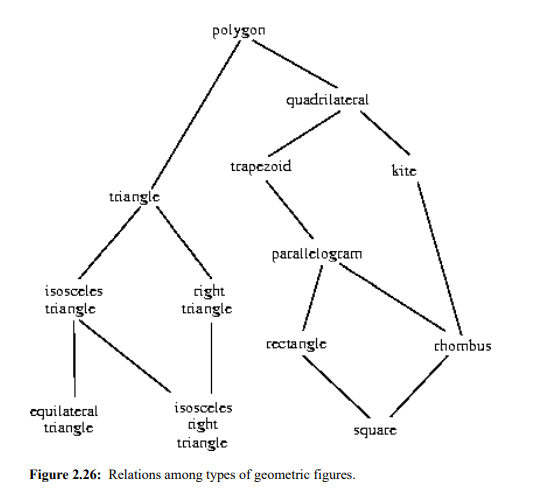 polygon
quadrilateral
trapezoid
kite
triangle
parallelogram
isosceles
triangle
right
triangle
rectangle
rhombus
equilateral
triangle
isosceles
right
triangle
square
Figure 2.26: Relations among types of geometric figures.